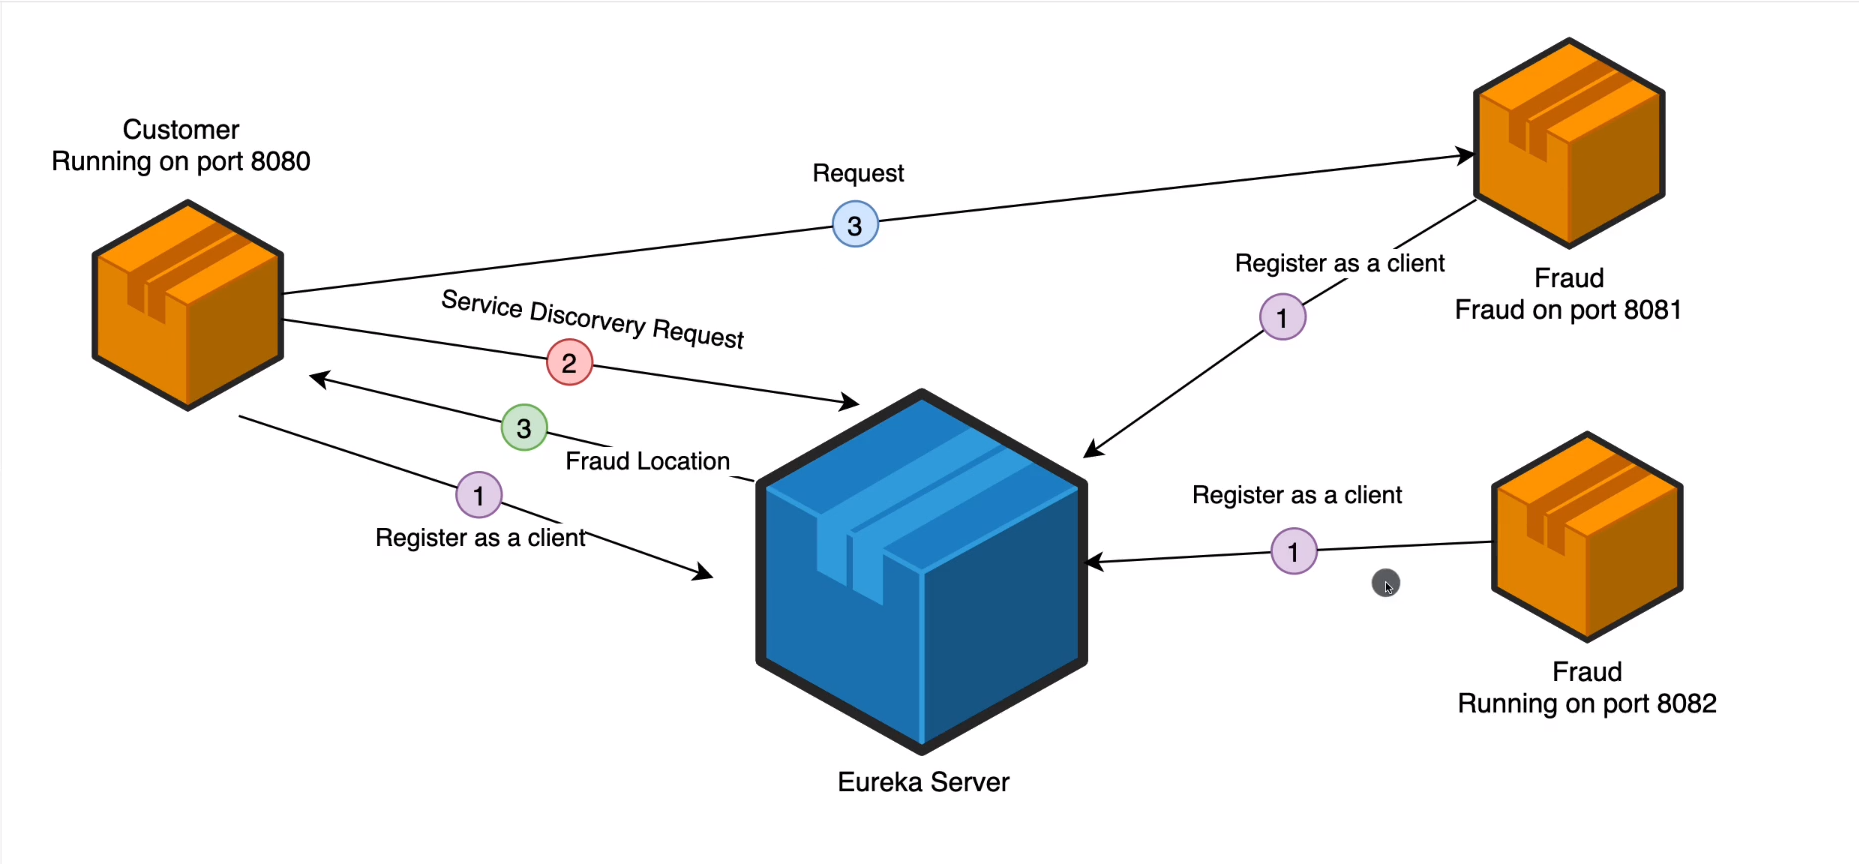 Customer
Running on port 8080
Request
3
Service Discorvery Request
2
3
Fraud Location
1
Register as a client
Register as a client
1
Fraud
Fraud on port 8081
Register as a client
1
Fraud
Running on port 8082
Eureka Server